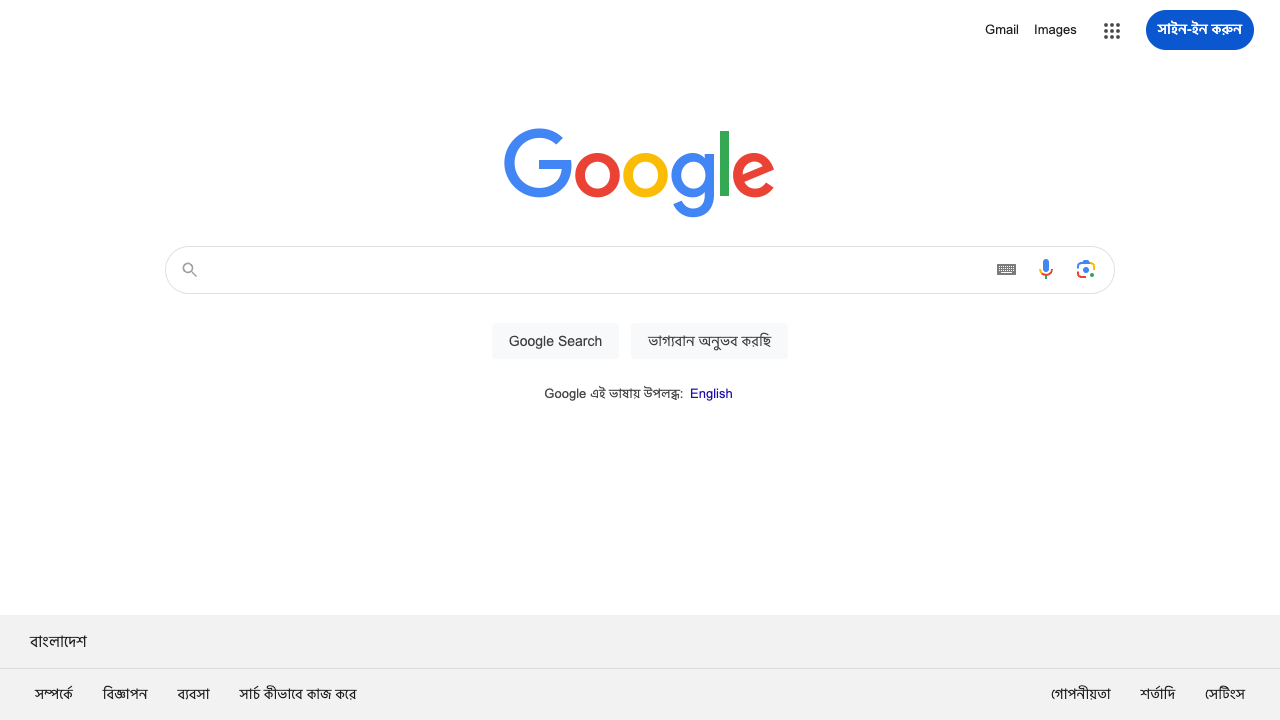 Gmail Images সাইন-ইন করুন
Google
Google Search ভাগ্যবান অনুভব করছি
Google এই ভাষায় উপলব্ধ: English
বাংলাদেশ
সম্পর্কে বিজ্ঞাপন ব্যবসা সার্চ কীভাবে কাজ করে গোপনীয়তা শর্তাদি সেটিংস